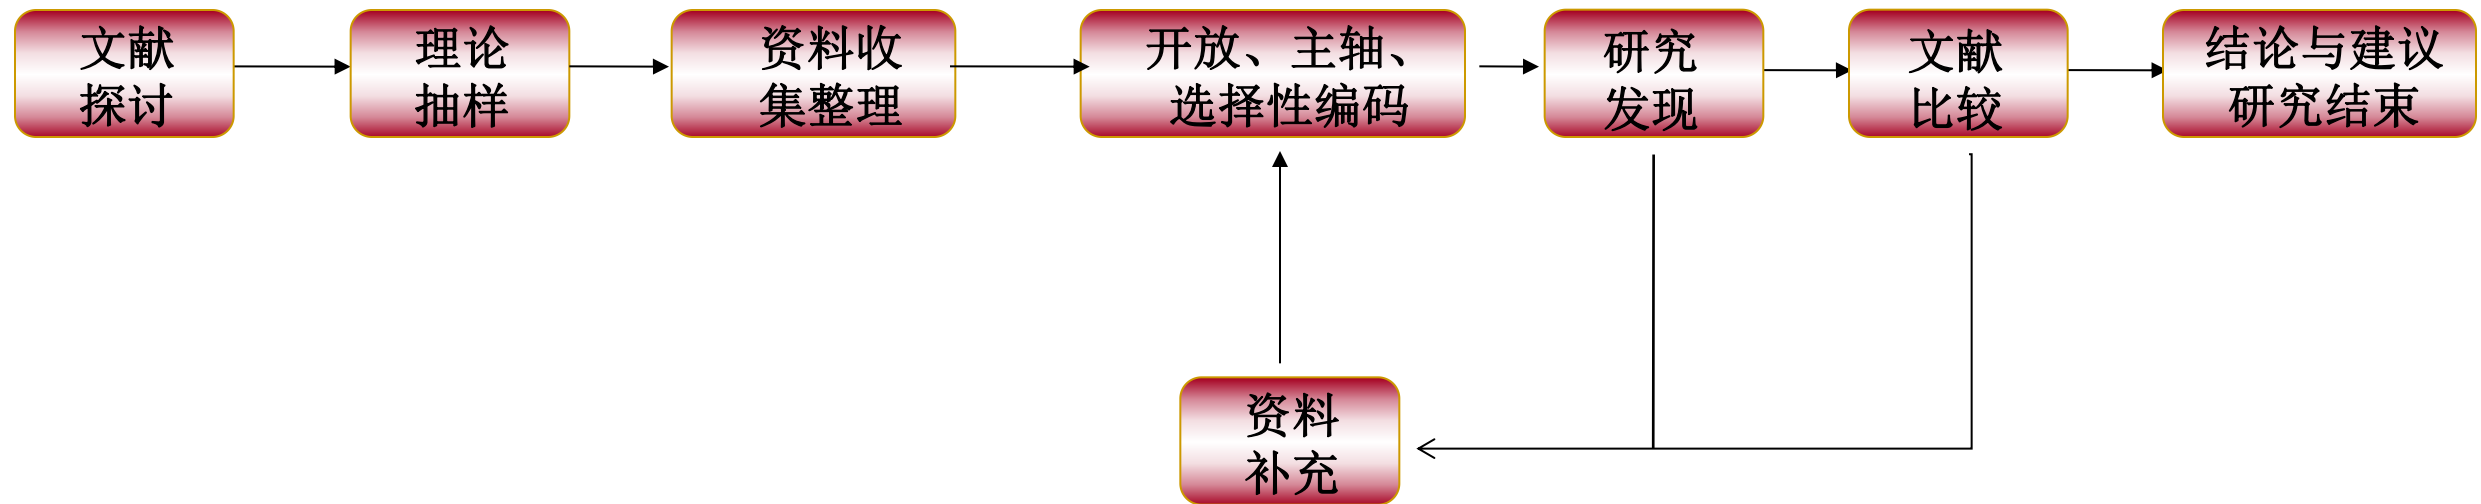 文献
探讨
理论
抽样
资料收
集整理
开放、主轴、
选择性编码
研究
发现
文献
比较
结论与建议
研究结束
资料
补充